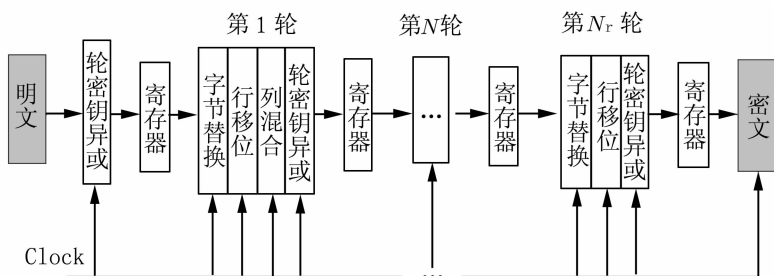 第1轮
第N轮
第Nr轮
明文
轮密钥异或
寄存器
字节替换
行移位
列混合
轮密钥异或
寄存器
...
寄存器
字节替换
行移位
轮密钥异或
寄存器
密文
Clock
...